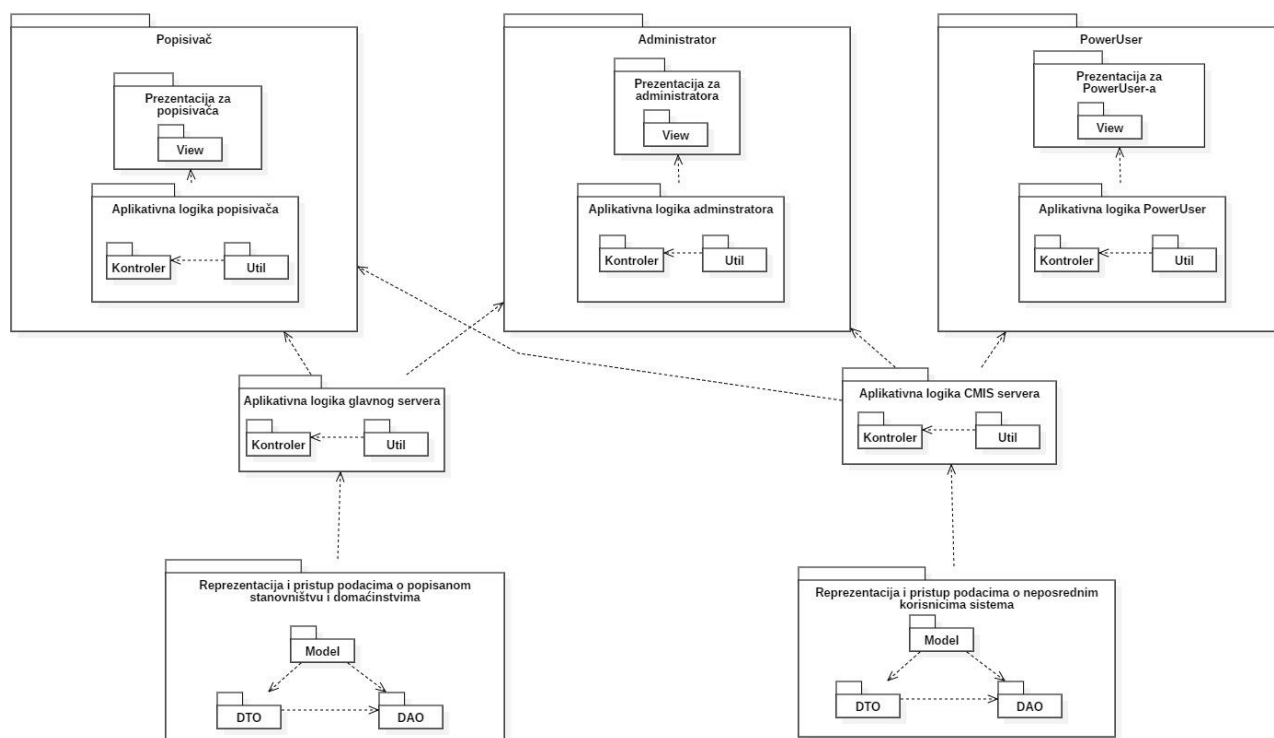 Popisivač
Prezentacija za
popisivača
View
Aplikativna logika popisivača
Kontroler
Util
Administrator
Prezentacija za
administratora
View
Aplikativna logika adminstratora
Kontroler
Util
PowerUser
Prezentacija za
PowerUser-a
View
Aplikativna logika PowerUser
Kontroler
Util
Aplikativna logika glavnog servera
Kontroler
Util
Aplikativna logika CMIS servera
Kontroler
Util
Reprezentacija i pristup podacima o popisanom
stanovništvu i domaćinstvima
Model
DTO
DAO
Reprezentacija i pristup podacima o neposrednim
korisnicima sistema
Model
DTO
DAO